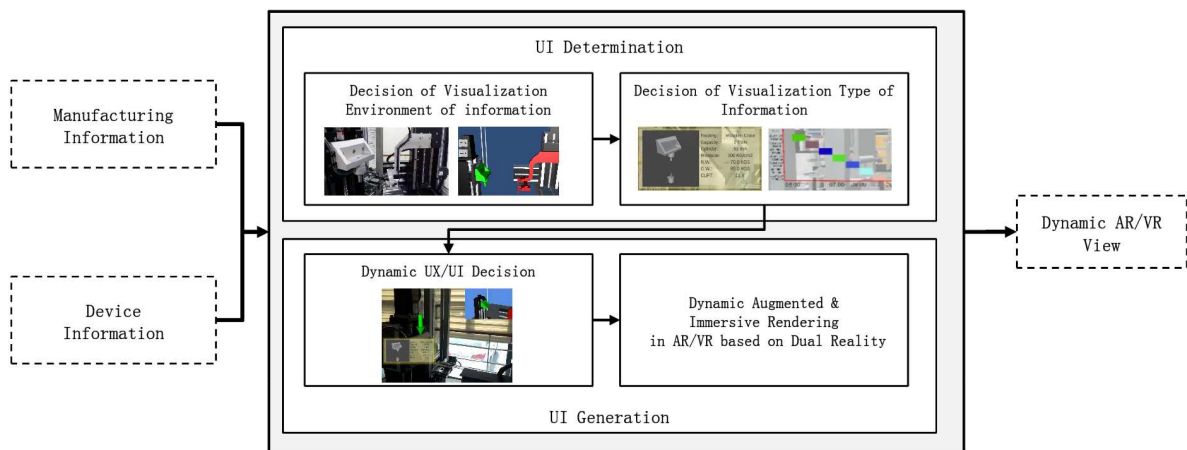 UI Determination
Decision of Visualization
Environment of information
Decision of Visualization Type of
Information
Manufacturing
Information
Device
Information
Dynamic AR/VR
View
Dynamic UX/UI Decision
Dynamic Augmented &
Immersive Rendering
in AR/VR based on Dual Reality
UI Generation